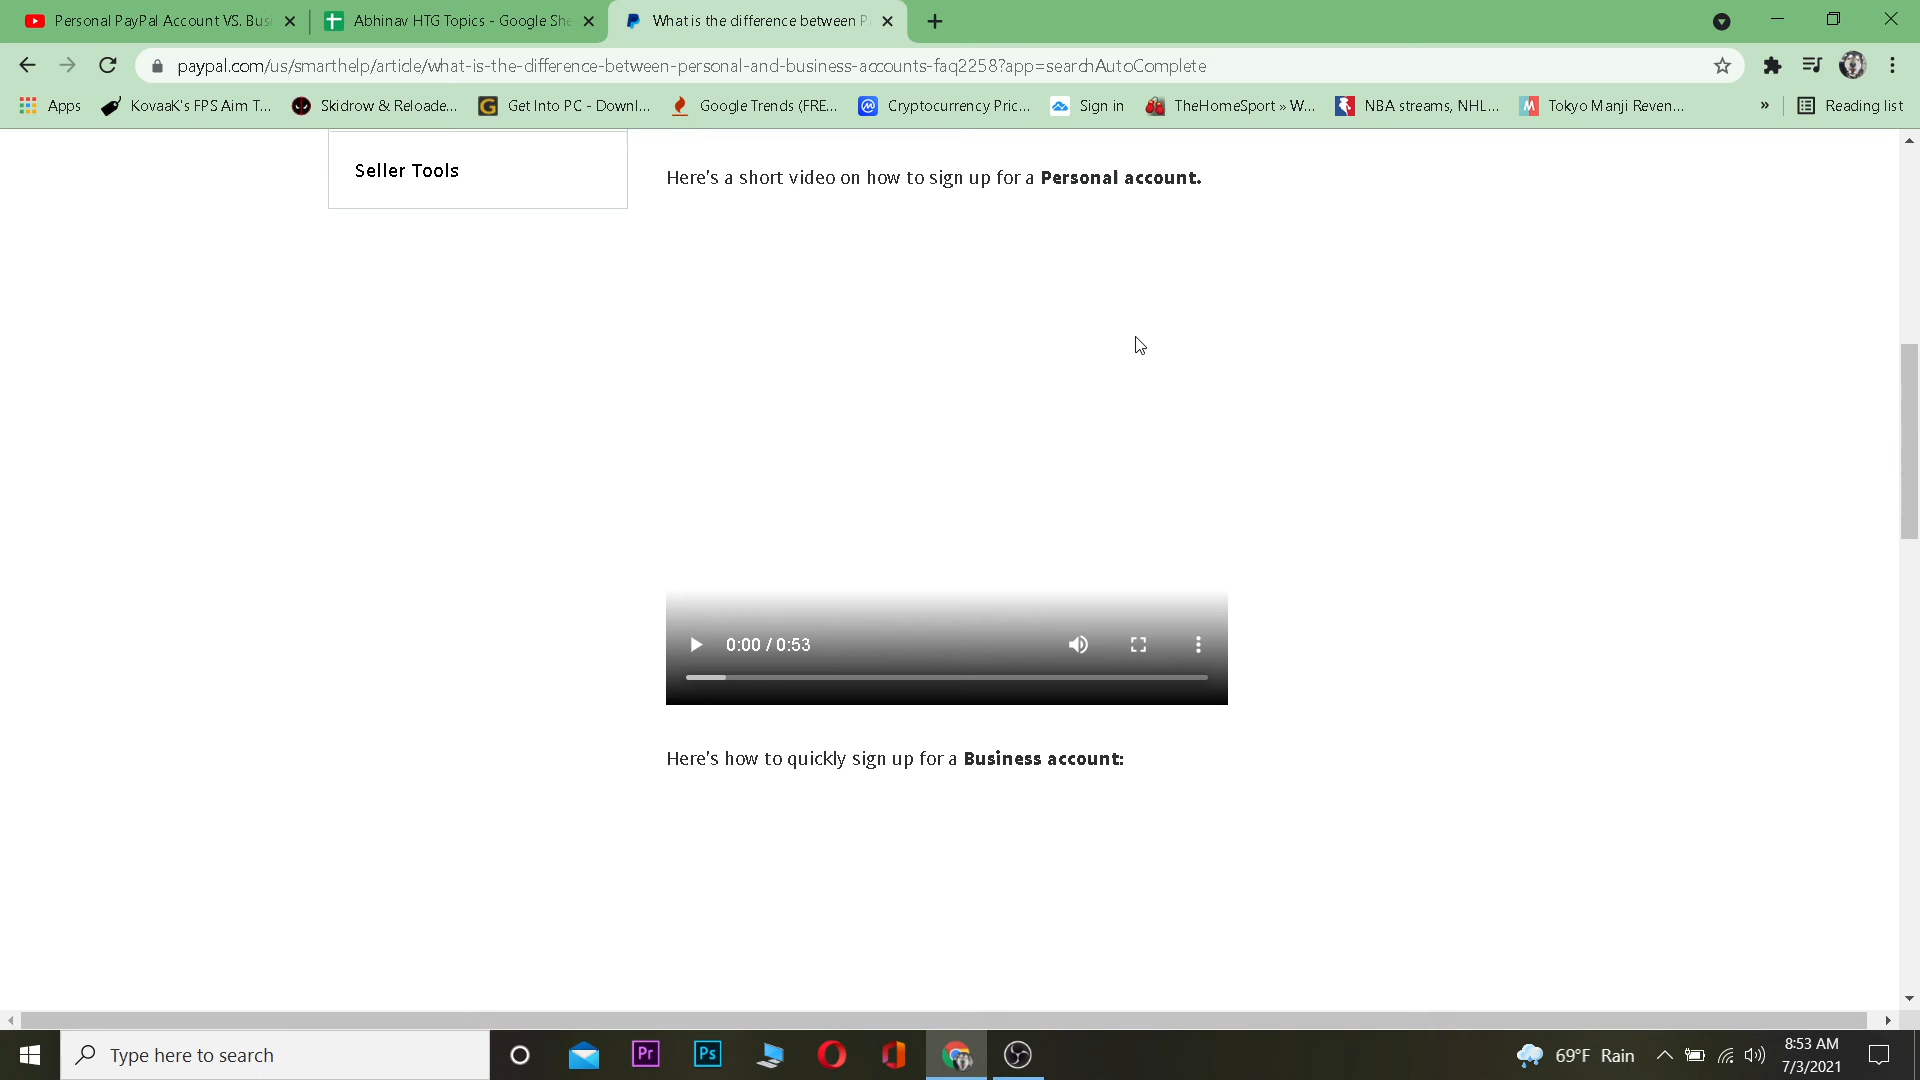 Personal PayPal Account VS. Busi
Abhinav HTG Topics - Google She
What is the difference between P
paypal.com/us/smarthelp/article/what-is-the-difference-between-personal-and-business-accounts-faq2258?app=searchAutoComplete
Apps
KovaaK's FPS Aim T...
Skidrow & Reloade...
Get Into PC - Downl...
Google Trends (FRE...
Cryptocurrency Pric...
Sign in
TheHomeSport » W...
NBA streams, NHL...
Tokyo Manji Reven...
»
Reading list
Seller Tools
Here's a short video on how to sign up for a Personal account.
0:00 / 0:53
Here's how to quickly sign up for a Business account:
Type here to search
Pr
Ps
69°F Rain
8:53 AM
7/3/2021